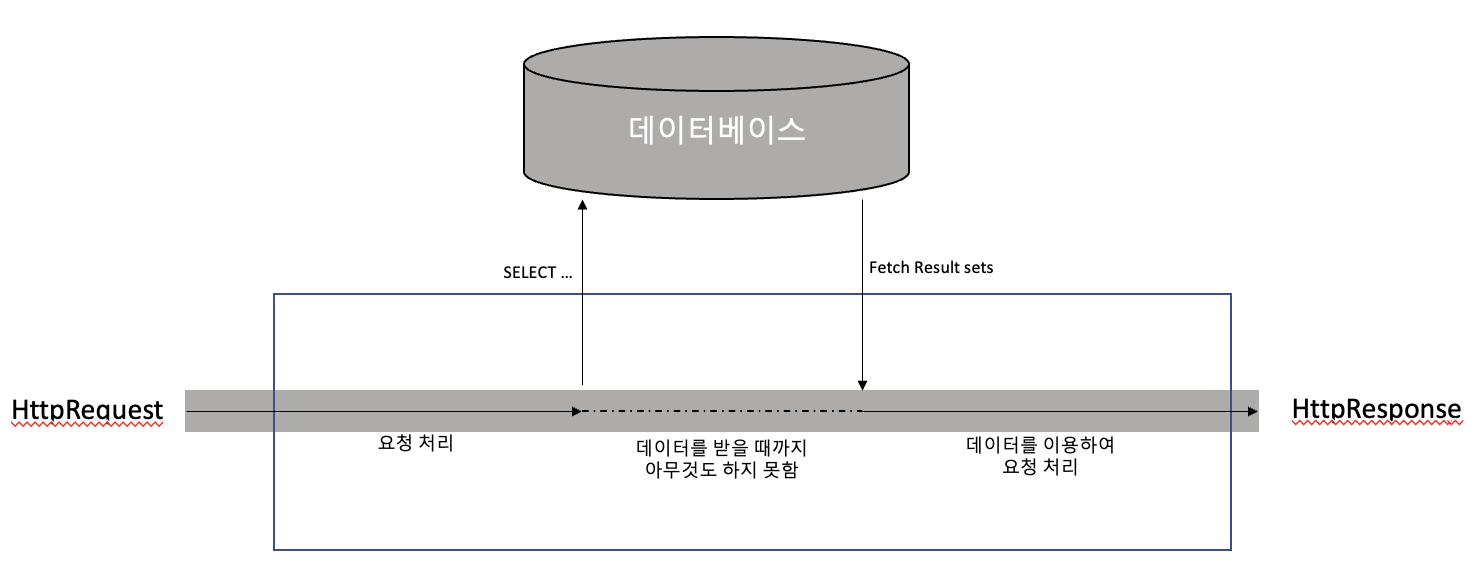 데이터베이스
SELECT …
Fetch Result sets
HttpRequest
HttpResponse
요청 처리
데이터를 받을 때까지
아무것도 하지 못함
데이터를 이용하여
요청 처리